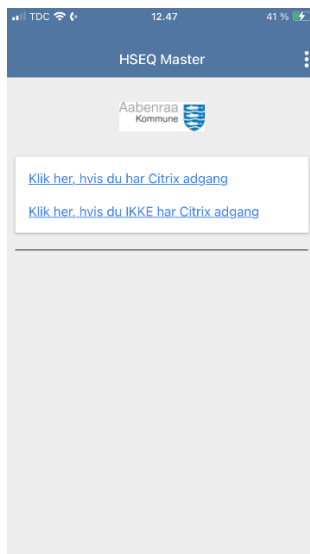 TDC 12.47 41 %
HSEQ Master
Aabenraa
Kommune
Klik her, hvis du har Citrix adgang
Klik her, hvis du IKKE har Citrix adgang